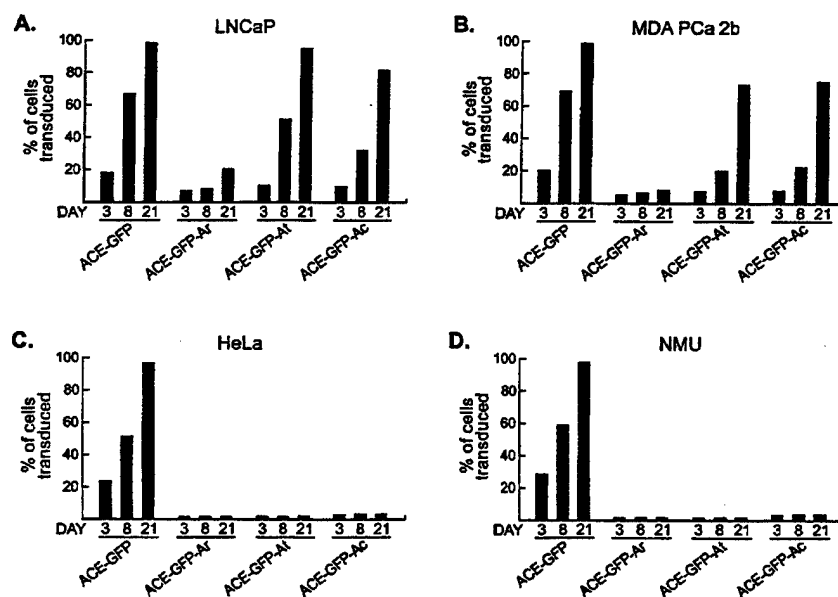 A.
LNCaP
% of cells
transduced
100
80
60
40
20
DAY 3 8 21 3 8 21 3 8 21 3 8 21
ACE-GFP
ACE-GFP-Ar
ACE-GFP-At
ACE-GFP-Ac
B.
MDA PCa 2b
% of cells
transduced
100
80
60
40
20
DAY 3 8 21 3 8 21 3 8 21 3 8 21
ACE-GFP
ACE-GFP-Ar
ACE-GFP-At
ACE-GFP-Ac
C.
HeLa
% of cells
transduced
100
80
60
40
20
DAY 3 8 21 3 8 21 3 8 21 3 8 21
ACE-GFP
ACE-GFP-Ar
ACE-GFP-At
ACE-GFP-Ac
D.
NMU
% of cells
transduced
100
80
60
40
20
DAY 3 8 21 3 8 21 3 8 21 3 8 21
ACE-GFP
ACE-GFP-Ar
ACE-GFP-At
ACE-GFP-Ac